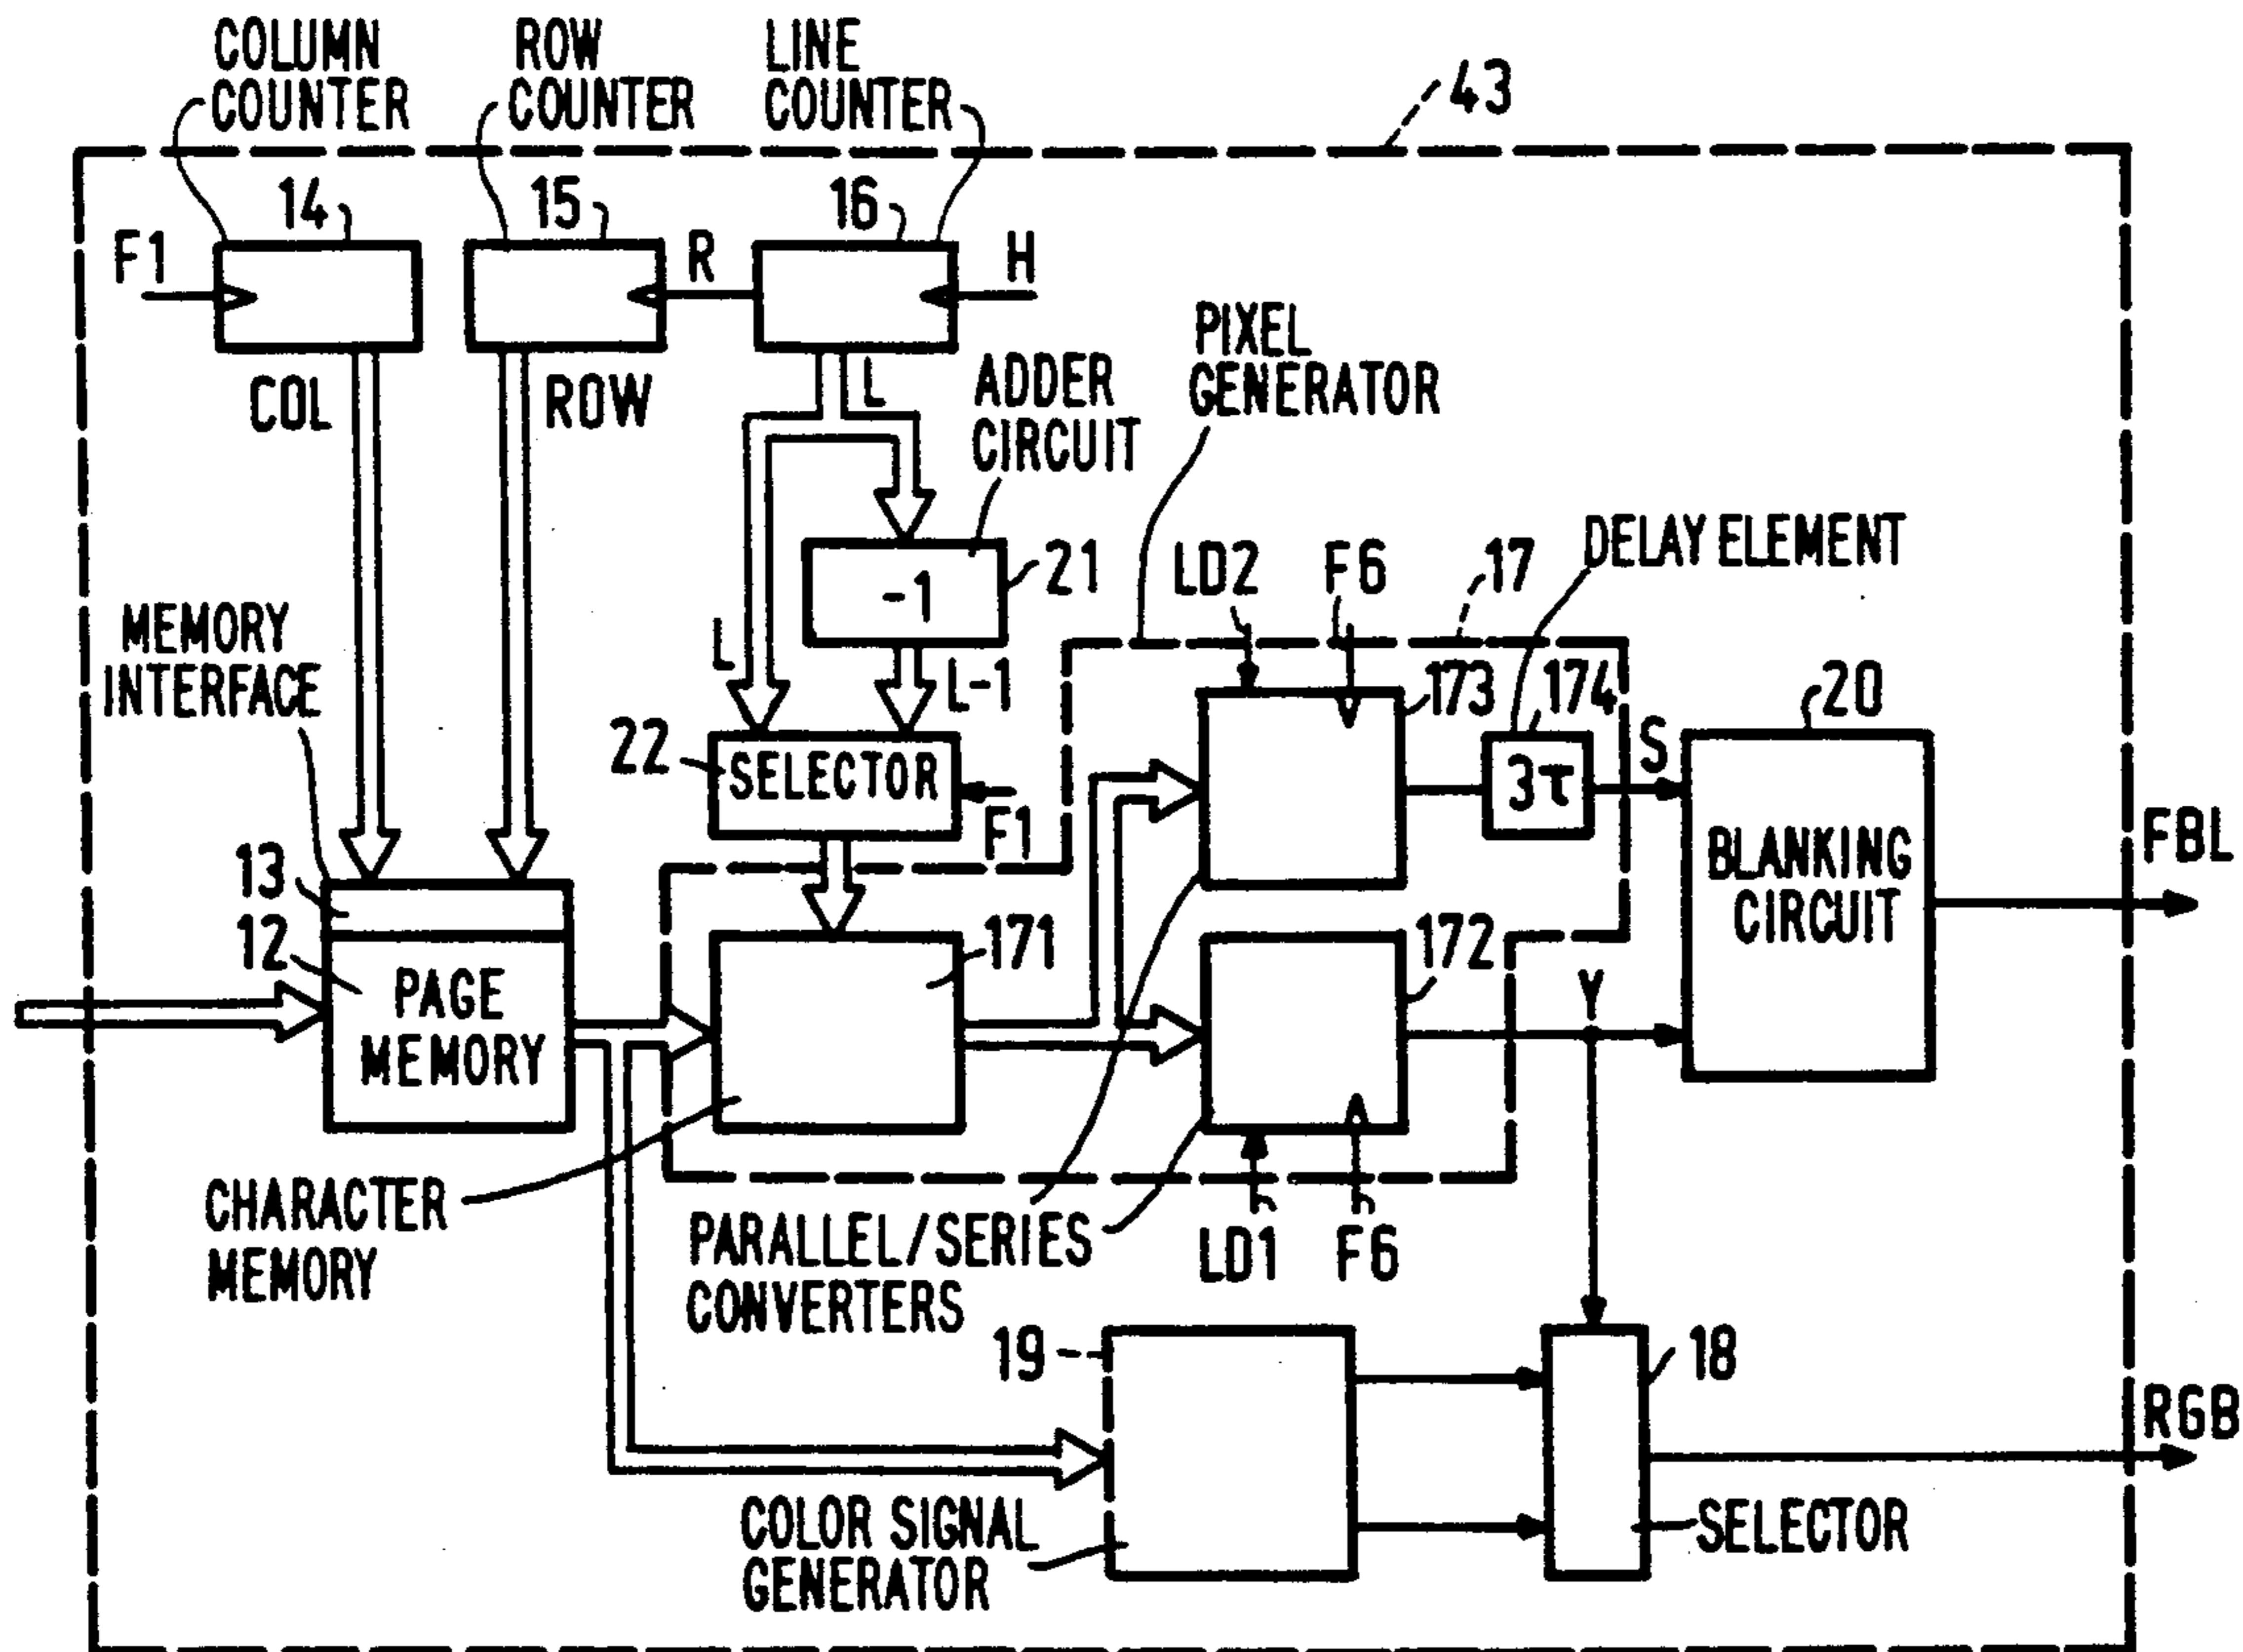 COLUMN
COUNTER
ROW
COUNTER
LINE
COUNTER
43
14
15
16
F1
R
H
COL
ROW
L
ADDER
CIRCUIT
PIXEL
GENERATOR
-1
21
LD2
F6
17
DELAY ELEMENT
MEMORY
INTERFACE
L
L-1
173
174
20
22
SELECTOR
F1
3τ
S
BLANKING
CIRCUIT
FBL
13
12
PAGE
MEMORY
171
172
Y
CHARACTER
MEMORY
PARALLEL/SERIES
CONVERTERS
LD1
F6
19
18
RGB
COLOR SIGNAL
GENERATOR
SELECTOR